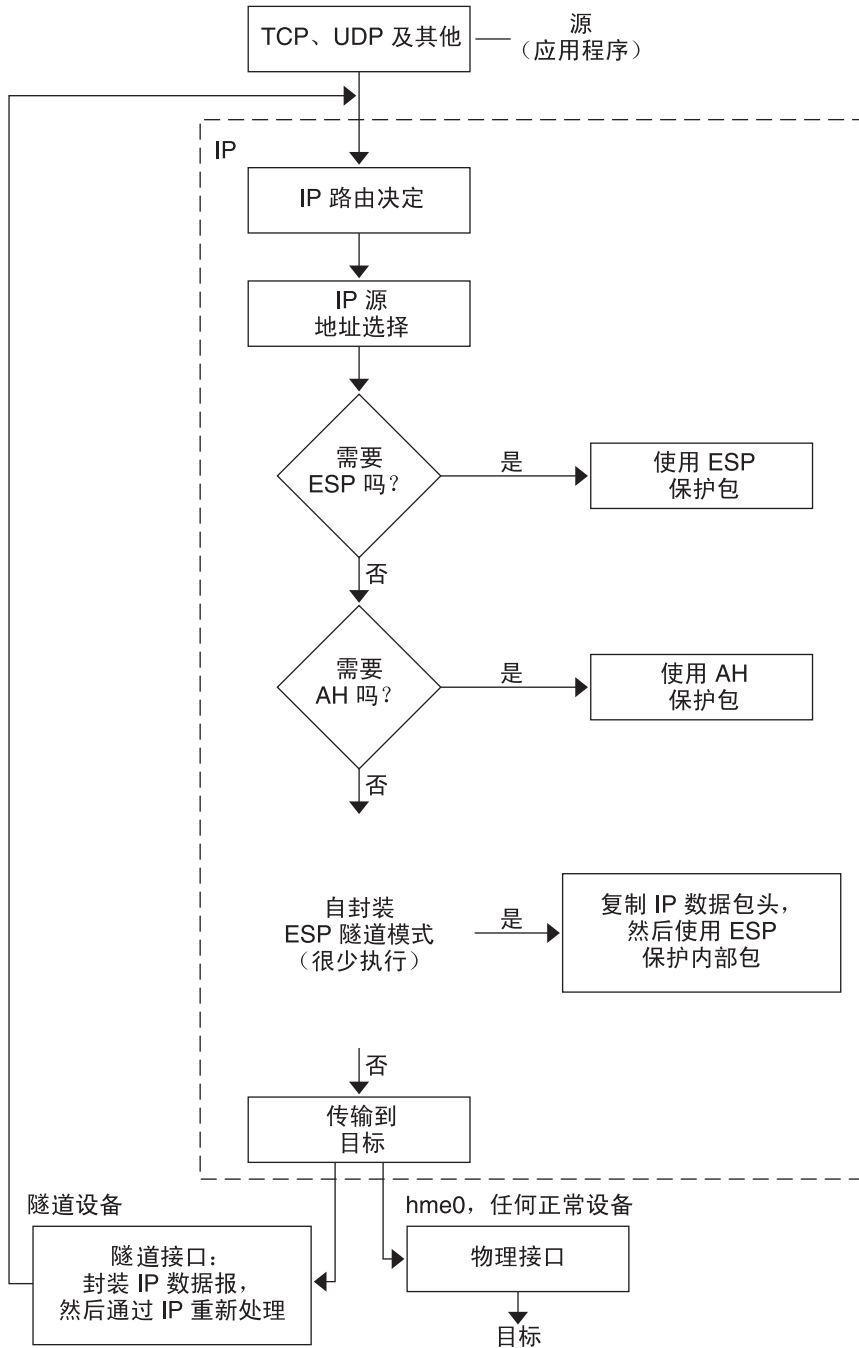 TCP、UDP 及其他
源
（应用程序）
IP
IP 路由决定
IP 源
地址选择
需要
ESP 吗？
是
使用 ESP
保护包
否
需要
AH 吗？
是
使用 AH
保护包
否
自封装
ESP 隧道模式
（很少执行）
是
复制 IP 数据包头，
然后使用 ESP
保护内部包
否
传输到
目标
隧道设备
隧道接口：
封装 IP 数据报，
然后通过 IP 重新处理
hme0，任何正常设备
物理接口
目标